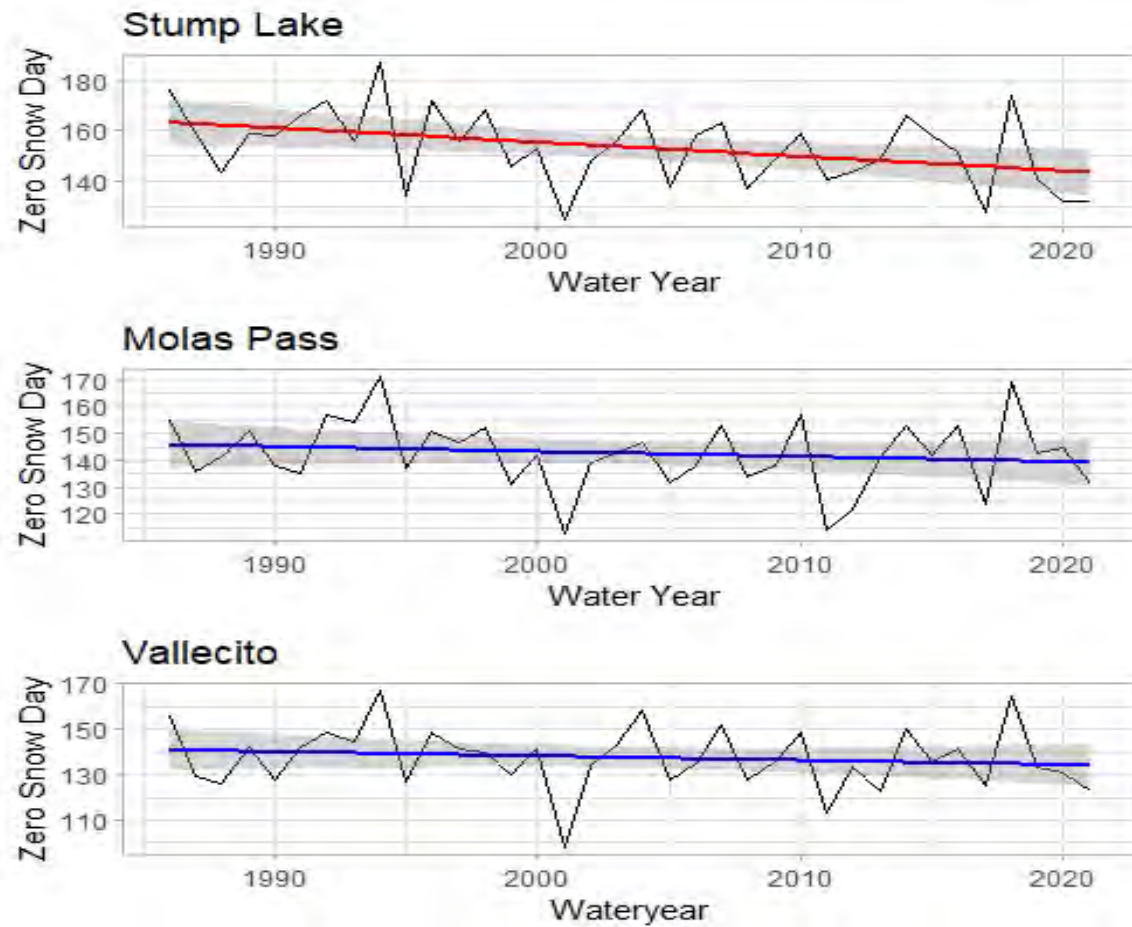 Stump Lake
Zero Snow Day
180
160
140
1990 2000 2010 2020
Water Year
Molas Pass
Zero Snow Day
170
160
150
140
130
120
1990 2000 2010 2020
Water Year
Vallecito
Zero Snow Day
170
150
130
110
1990 2000 2010 2020
Wateryear